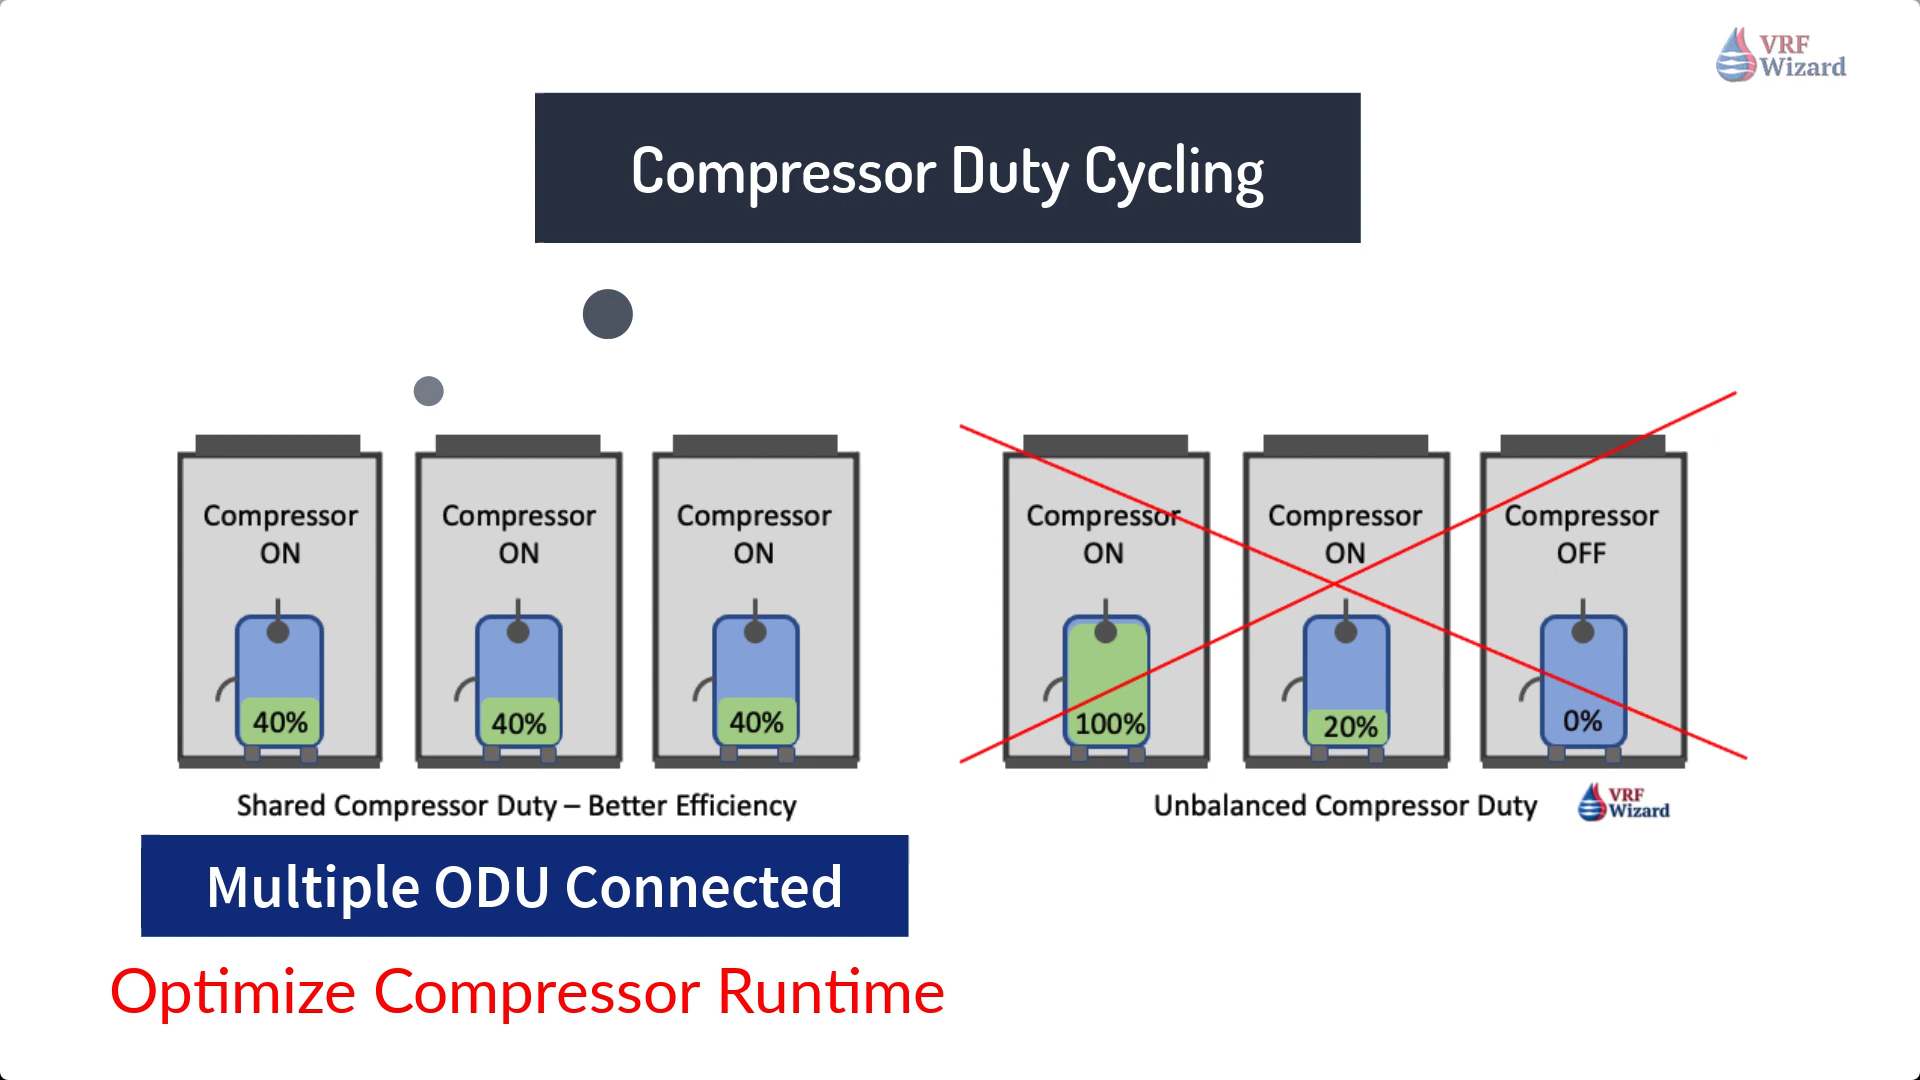 VRF
Wizard
Compressor Duty Cycling
Compressor
ON
40%
Compressor
ON
40%
Compressor
ON
40%
Shared Compressor Duty – Better Efficiency
Compressor
ON
100%
Compressor
ON
20%
Compressor
OFF
0%
Unbalanced Compressor Duty
VRF
Wizard
Multiple ODU Connected
Optimize Compressor Runtime